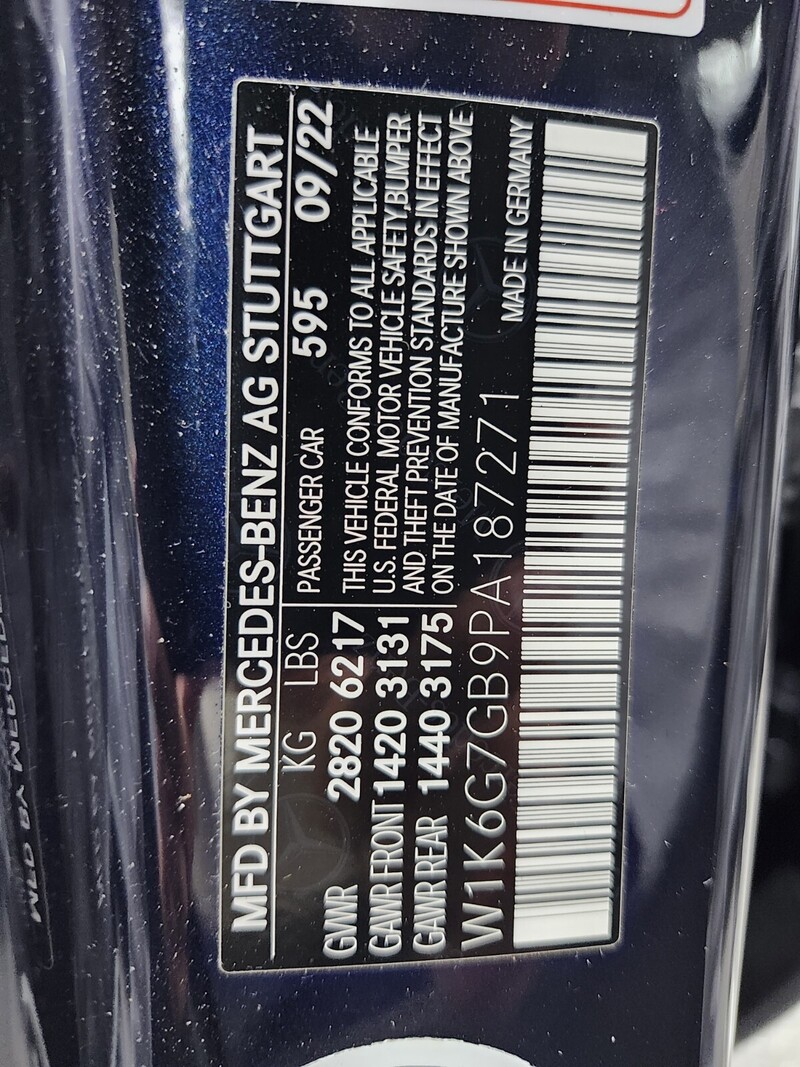 MFD BY MERCEDES-BENZ AG STUTTGART
KG LBS
PASSENGER CAR 595 09/22
GWR 2820 6217
GAWR FRONT 1420 3131
GAWR REAR 1440 3175
THIS VEHICLE CONFORMS TO ALL APPLICABLE
U.S. FEDERAL MOTOR VEHICLE SAFETY,BUMPER
AND THEFT PREVENTION STANDARDS IN EFFECT
ON THE DATE OF MANUFACTURE SHOWN ABOVE
W1K6G7GB9PA187271
MADE IN GERMANY